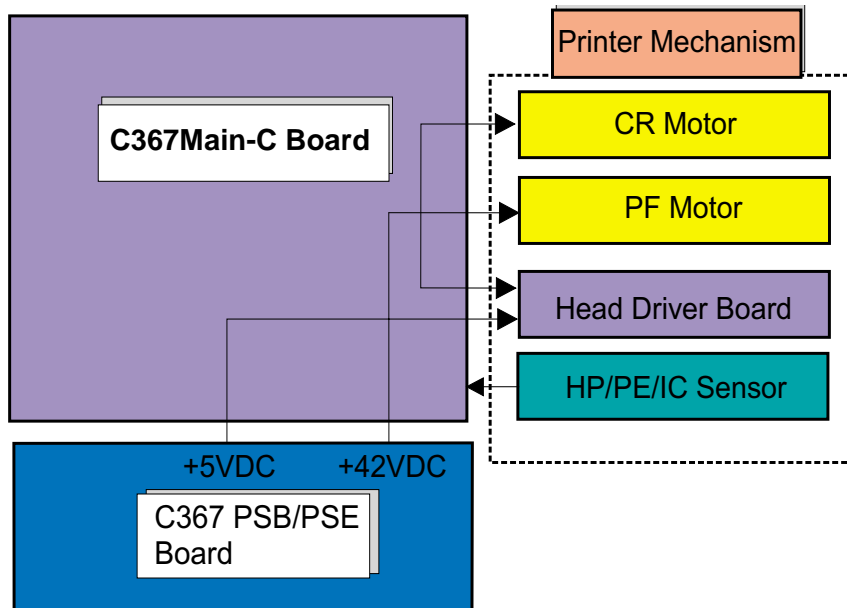 Printer Mechanism
C367Main-C Board
CR Motor
PF Motor
Head Driver Board
HP/PE/IC Sensor
+5VDC
+42VDC
C367 PSB/PSE
Board